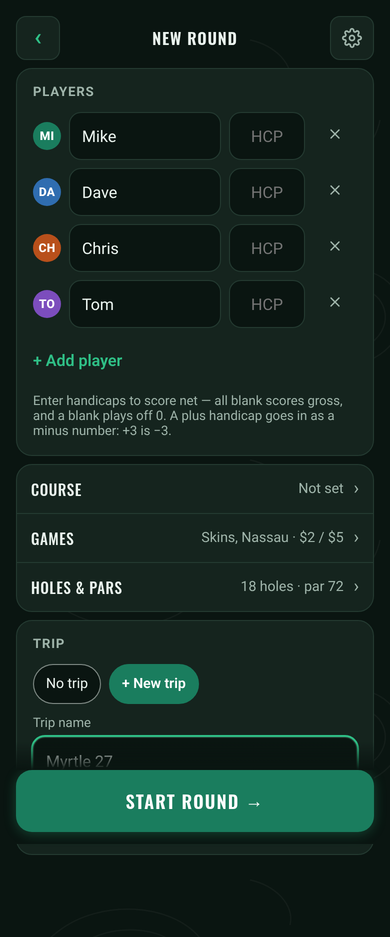 ‹
NEW ROUND
PLAYERS
MI Mike HCP ×
DA Dave HCP ×
CH Chris HCP ×
TO Tom HCP ×
+ Add player
Enter handicaps to score net — all blank scores gross,
and a blank plays off 0. A plus handicap goes in as a
minus number: +3 is −3.
COURSE Not set ›
GAMES Skins, Nassau · $2 / $5 ›
HOLES & PARS 18 holes · par 72 ›
TRIP
No trip + New trip
Trip name
Myrtle 27
START ROUND →